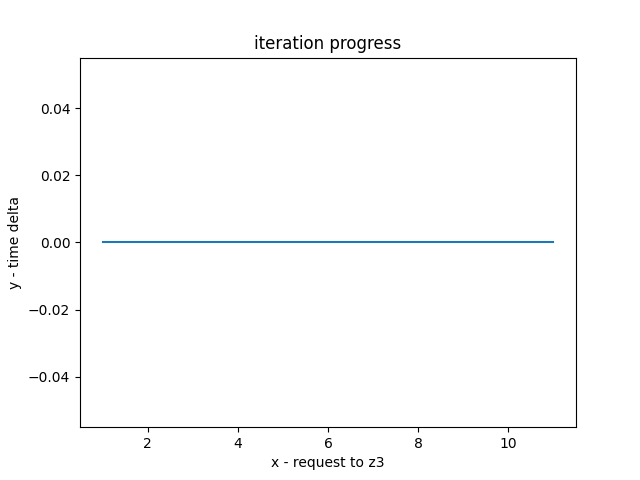 iteration progress
0.04
0.02
0.00
−0.02
−0.04
y - time delta
2 4 6 8 10
x - request to z3